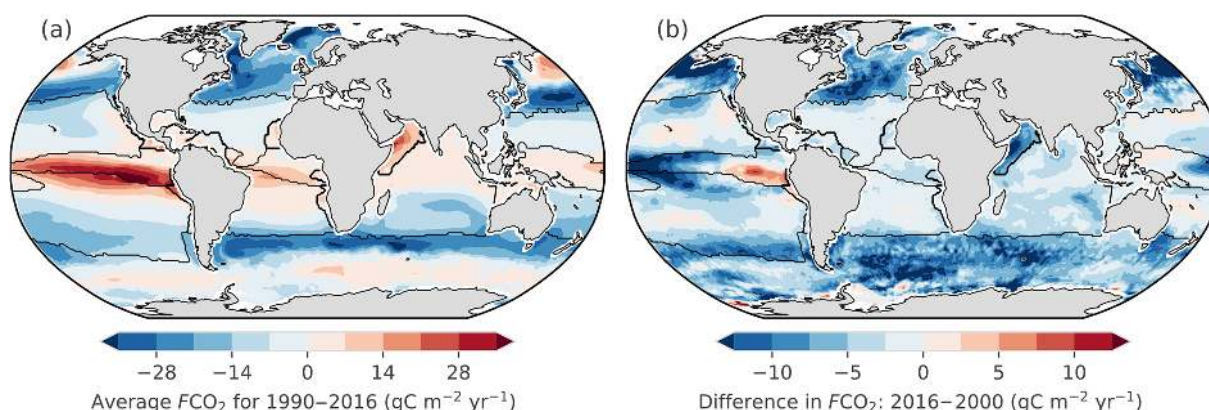 (a) (b)
−28 −14 0 14 28 −10 −5 0 5 10
Average FCO₂ for 1990−2016 (gC m⁻² yr⁻¹) Difference in FCO₂: 2016−2000 (gC m⁻² yr⁻¹)